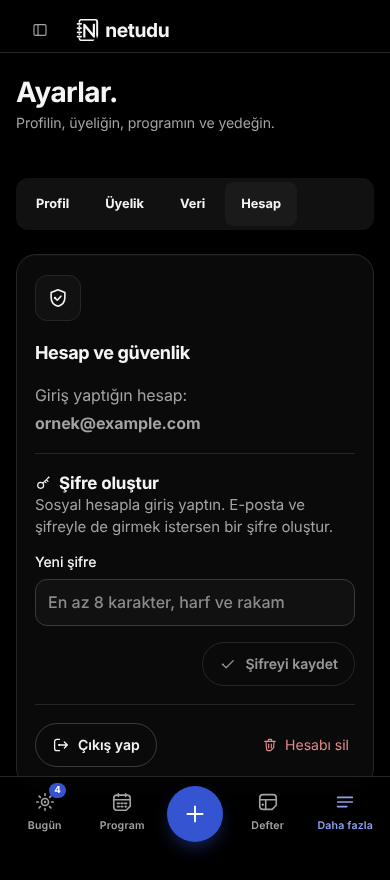 netudu
Ayarlar.
Profilin, üyeliğin, programın ve yedeğin.
Profil Üyelik Veri Hesap
Hesap ve güvenlik
Giriş yaptığın hesap:
ornek@example.com
Şifre oluştur
Sosyal hesapla giriş yaptın. E-posta ve
şifreyle de girmek istersen bir şifre oluştur.
Yeni şifre
En az 8 karakter, harf ve rakam
Şifreyi kaydet
Çıkış yap Hesabı sil
4
Bugün Program Defter Daha fazla